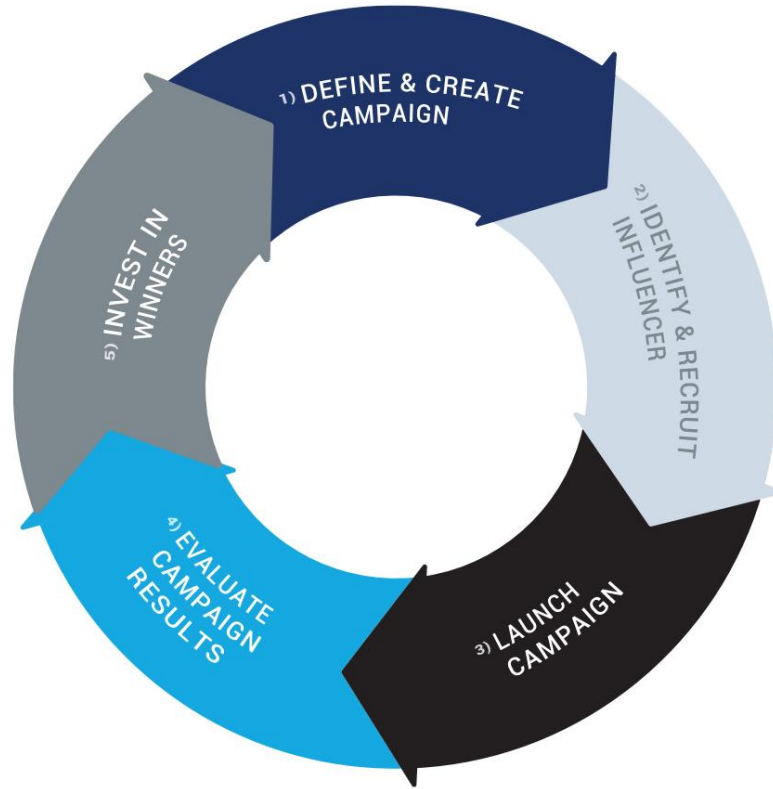 1) DEFINE & CREATE
CAMPAIGN
2) IDENTIFY & RECRUIT
INFLUENCER
3) LAUNCH
CAMPAIGN
4) EVALUATE
CAMPAIGN
RESULTS
5) INVEST IN
WINNERS